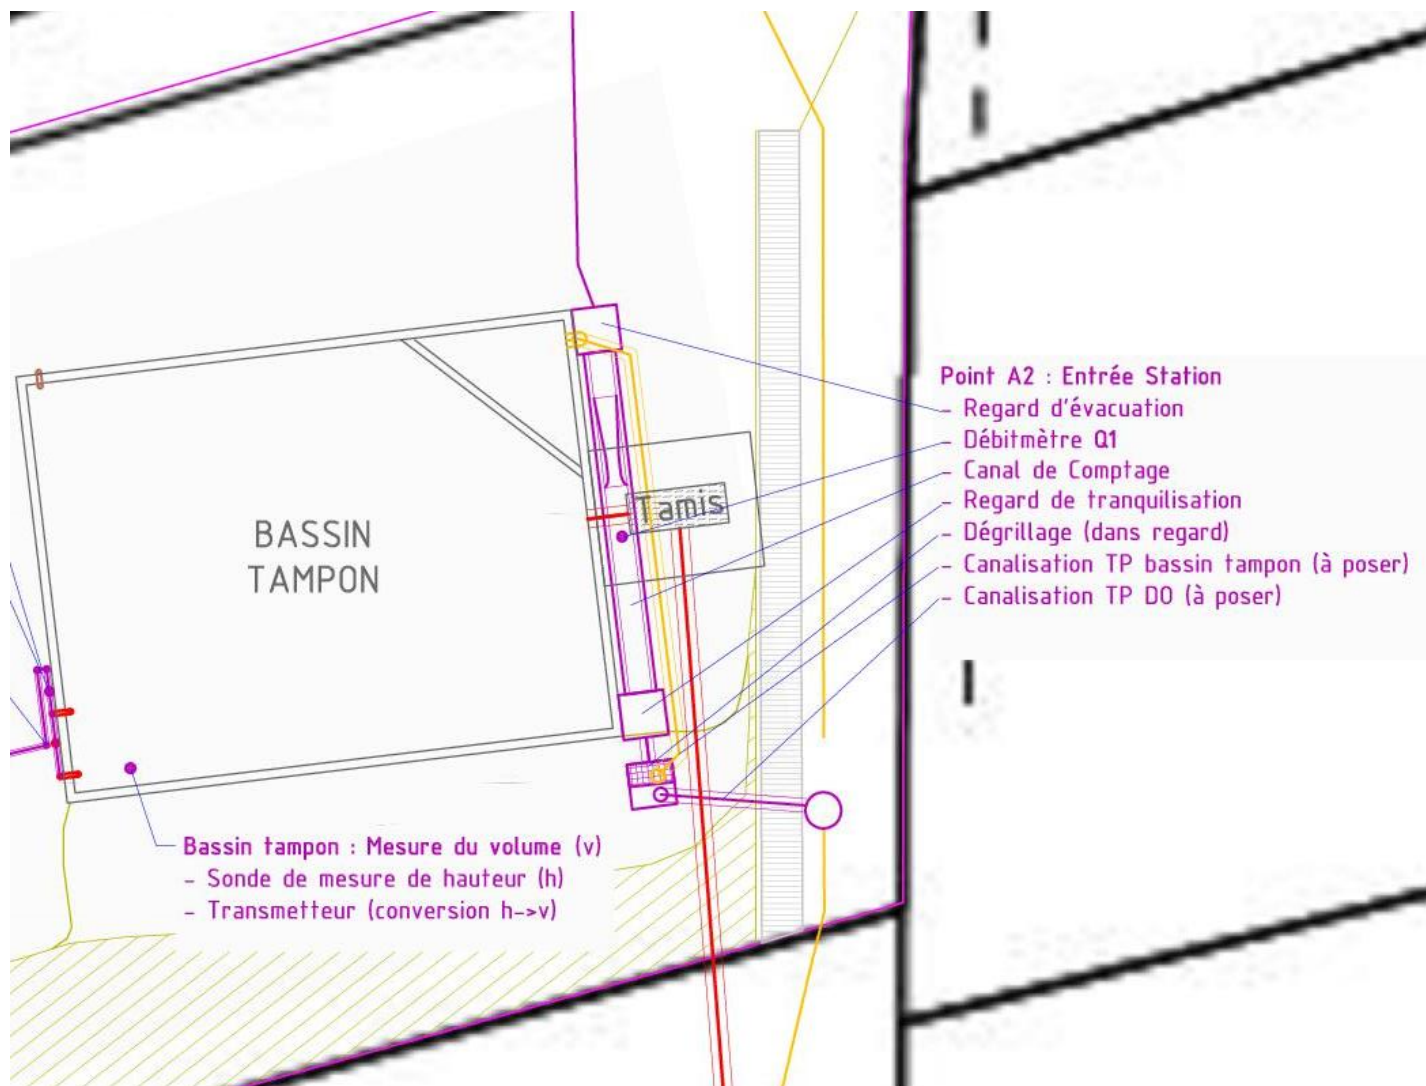 Point A2 : Entrée Station
- Regard d'évacuation
- Débitmètre Q1
- Canal de Comptage
- Regard de tranquilisation
- Dégrillage (dans regard)
- Canalisation TP bassin tampon (à poser)
- Canalisation TP DO (à poser)
Tamis
BASSIN
TAMPON
Bassin tampon : Mesure du volume (v)
- Sonde de mesure de hauteur (h)
- Transmetteur (conversion h->v)